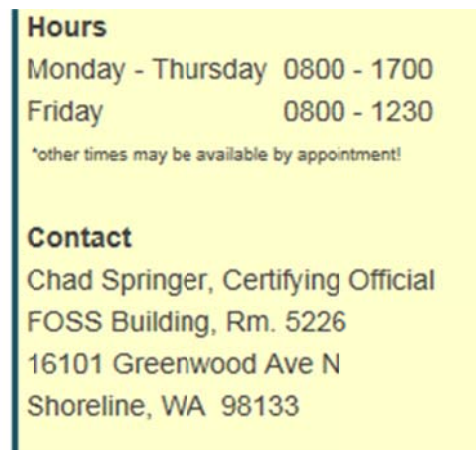 Hours
Monday - Thursday 0800 - 1700
Friday 0800 - 1230
*other times may be available by appointment!
Contact
Chad Springer, Certifying Official
FOSS Building, Rm. 5226
16101 Greenwood Ave N
Shoreline, WA 98133